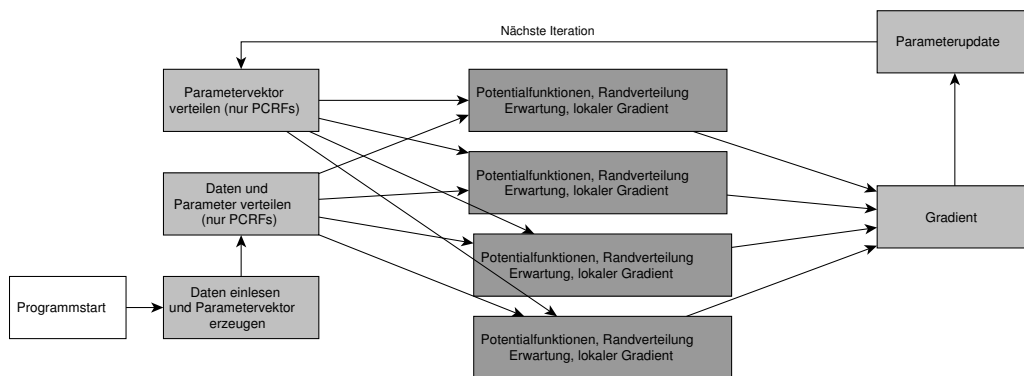 Nächste Iteration
Parameterupdate
Parametervektor
verteilen (nur PCRFs)
Potentialfunktionen, Randverteilung
Erwartung, lokaler Gradient
Potentialfunktionen, Randverteilung
Erwartung, lokaler Gradient
Daten und
Parameter verteilen
(nur PCRFs)
Gradient
Potentialfunktionen, Randverteilung
Erwartung, lokaler Gradient
Programmstart
Daten einlesen
und Parametervektor
erzeugen
Potentialfunktionen, Randverteilung
Erwartung, lokaler Gradient